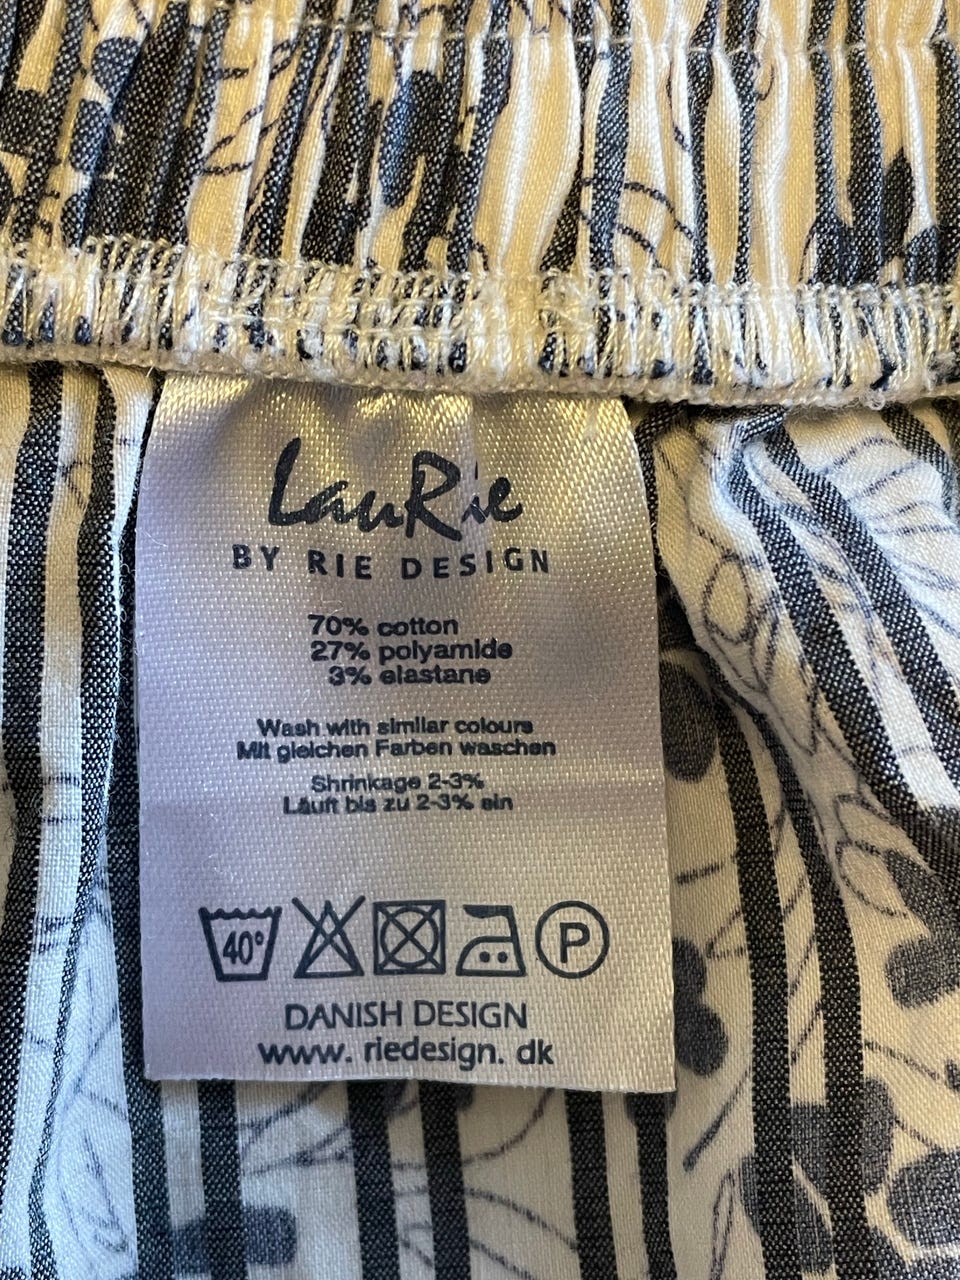 LauRie
BY RIE DESIGN
70% cotton
27% polyamide
3% elastane
Wash with similar colours
Mit gleichen Farben waschen
Shrinkage 2-3%
Läuft bis zu 2-3% ein
40° P
DANISH DESIGN
www. riedesign. dk